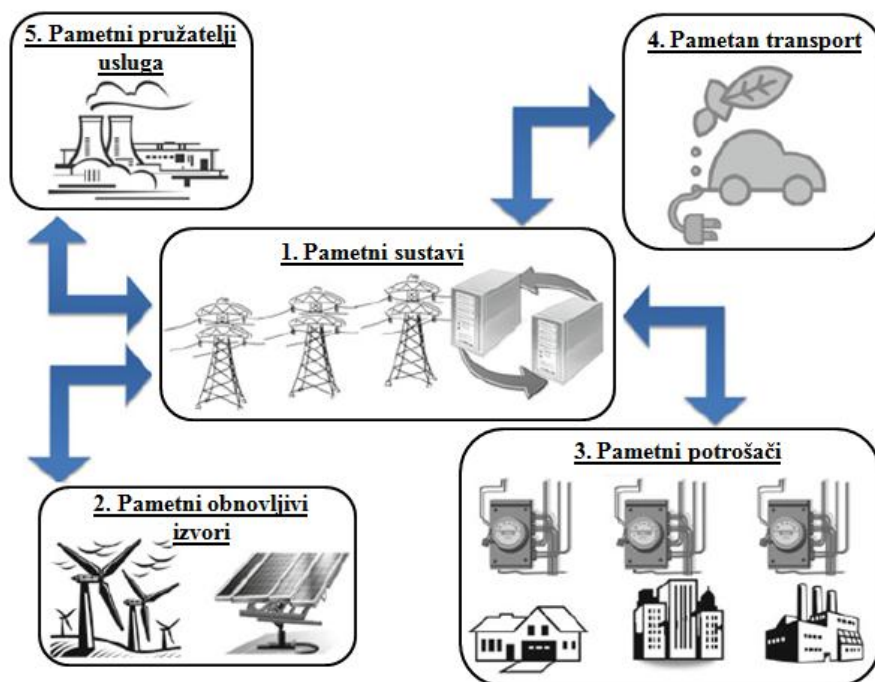 5. Pametni pružatelji
usluga
4. Pametan transport
1. Pametni sustavi
3. Pametni potrošači
2. Pametni obnovljivi
izvori